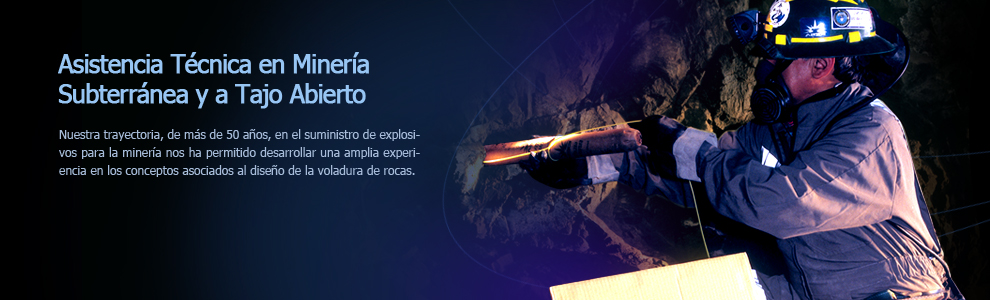 Asistencia Técnica en Minería
Subterránea y a Tajo Abierto
Nuestra trayectoria, de más de 50 años, en el suministro de explosi-
vos para la minería nos ha permitido desarrollar una amplia experi-
encia en los conceptos asociados al diseño de la voladura de rocas.